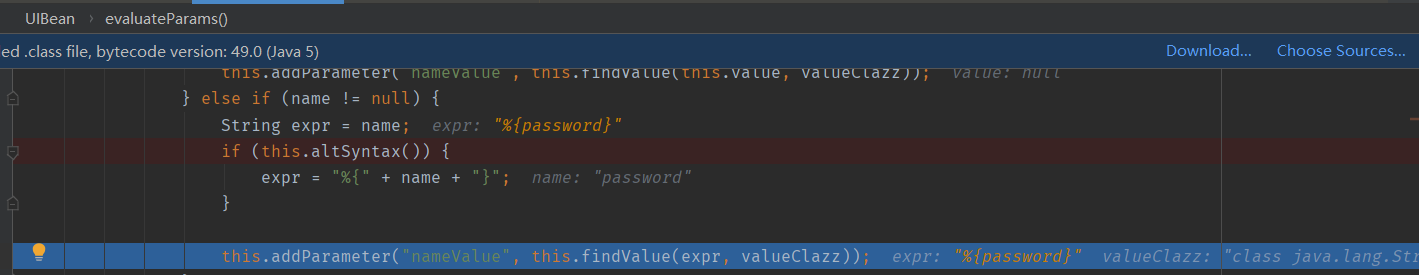 UIBean › evaluateParams()
ed .class file, bytecode version: 49.0 (Java 5) Download... Choose Sources...
this.addParameter( nameValue , this.findValue(this.value, valueClazz)); value: null
} else if (name != null) {
String expr = name; expr: "%{password}"
if (this.altSyntax()) {
expr = "%{" + name + "}"; name: "password"
}
this.addParameter("nameValue", this.findValue(expr, valueClazz)); expr: "%{password}" valueClazz: "class java.lang.Str